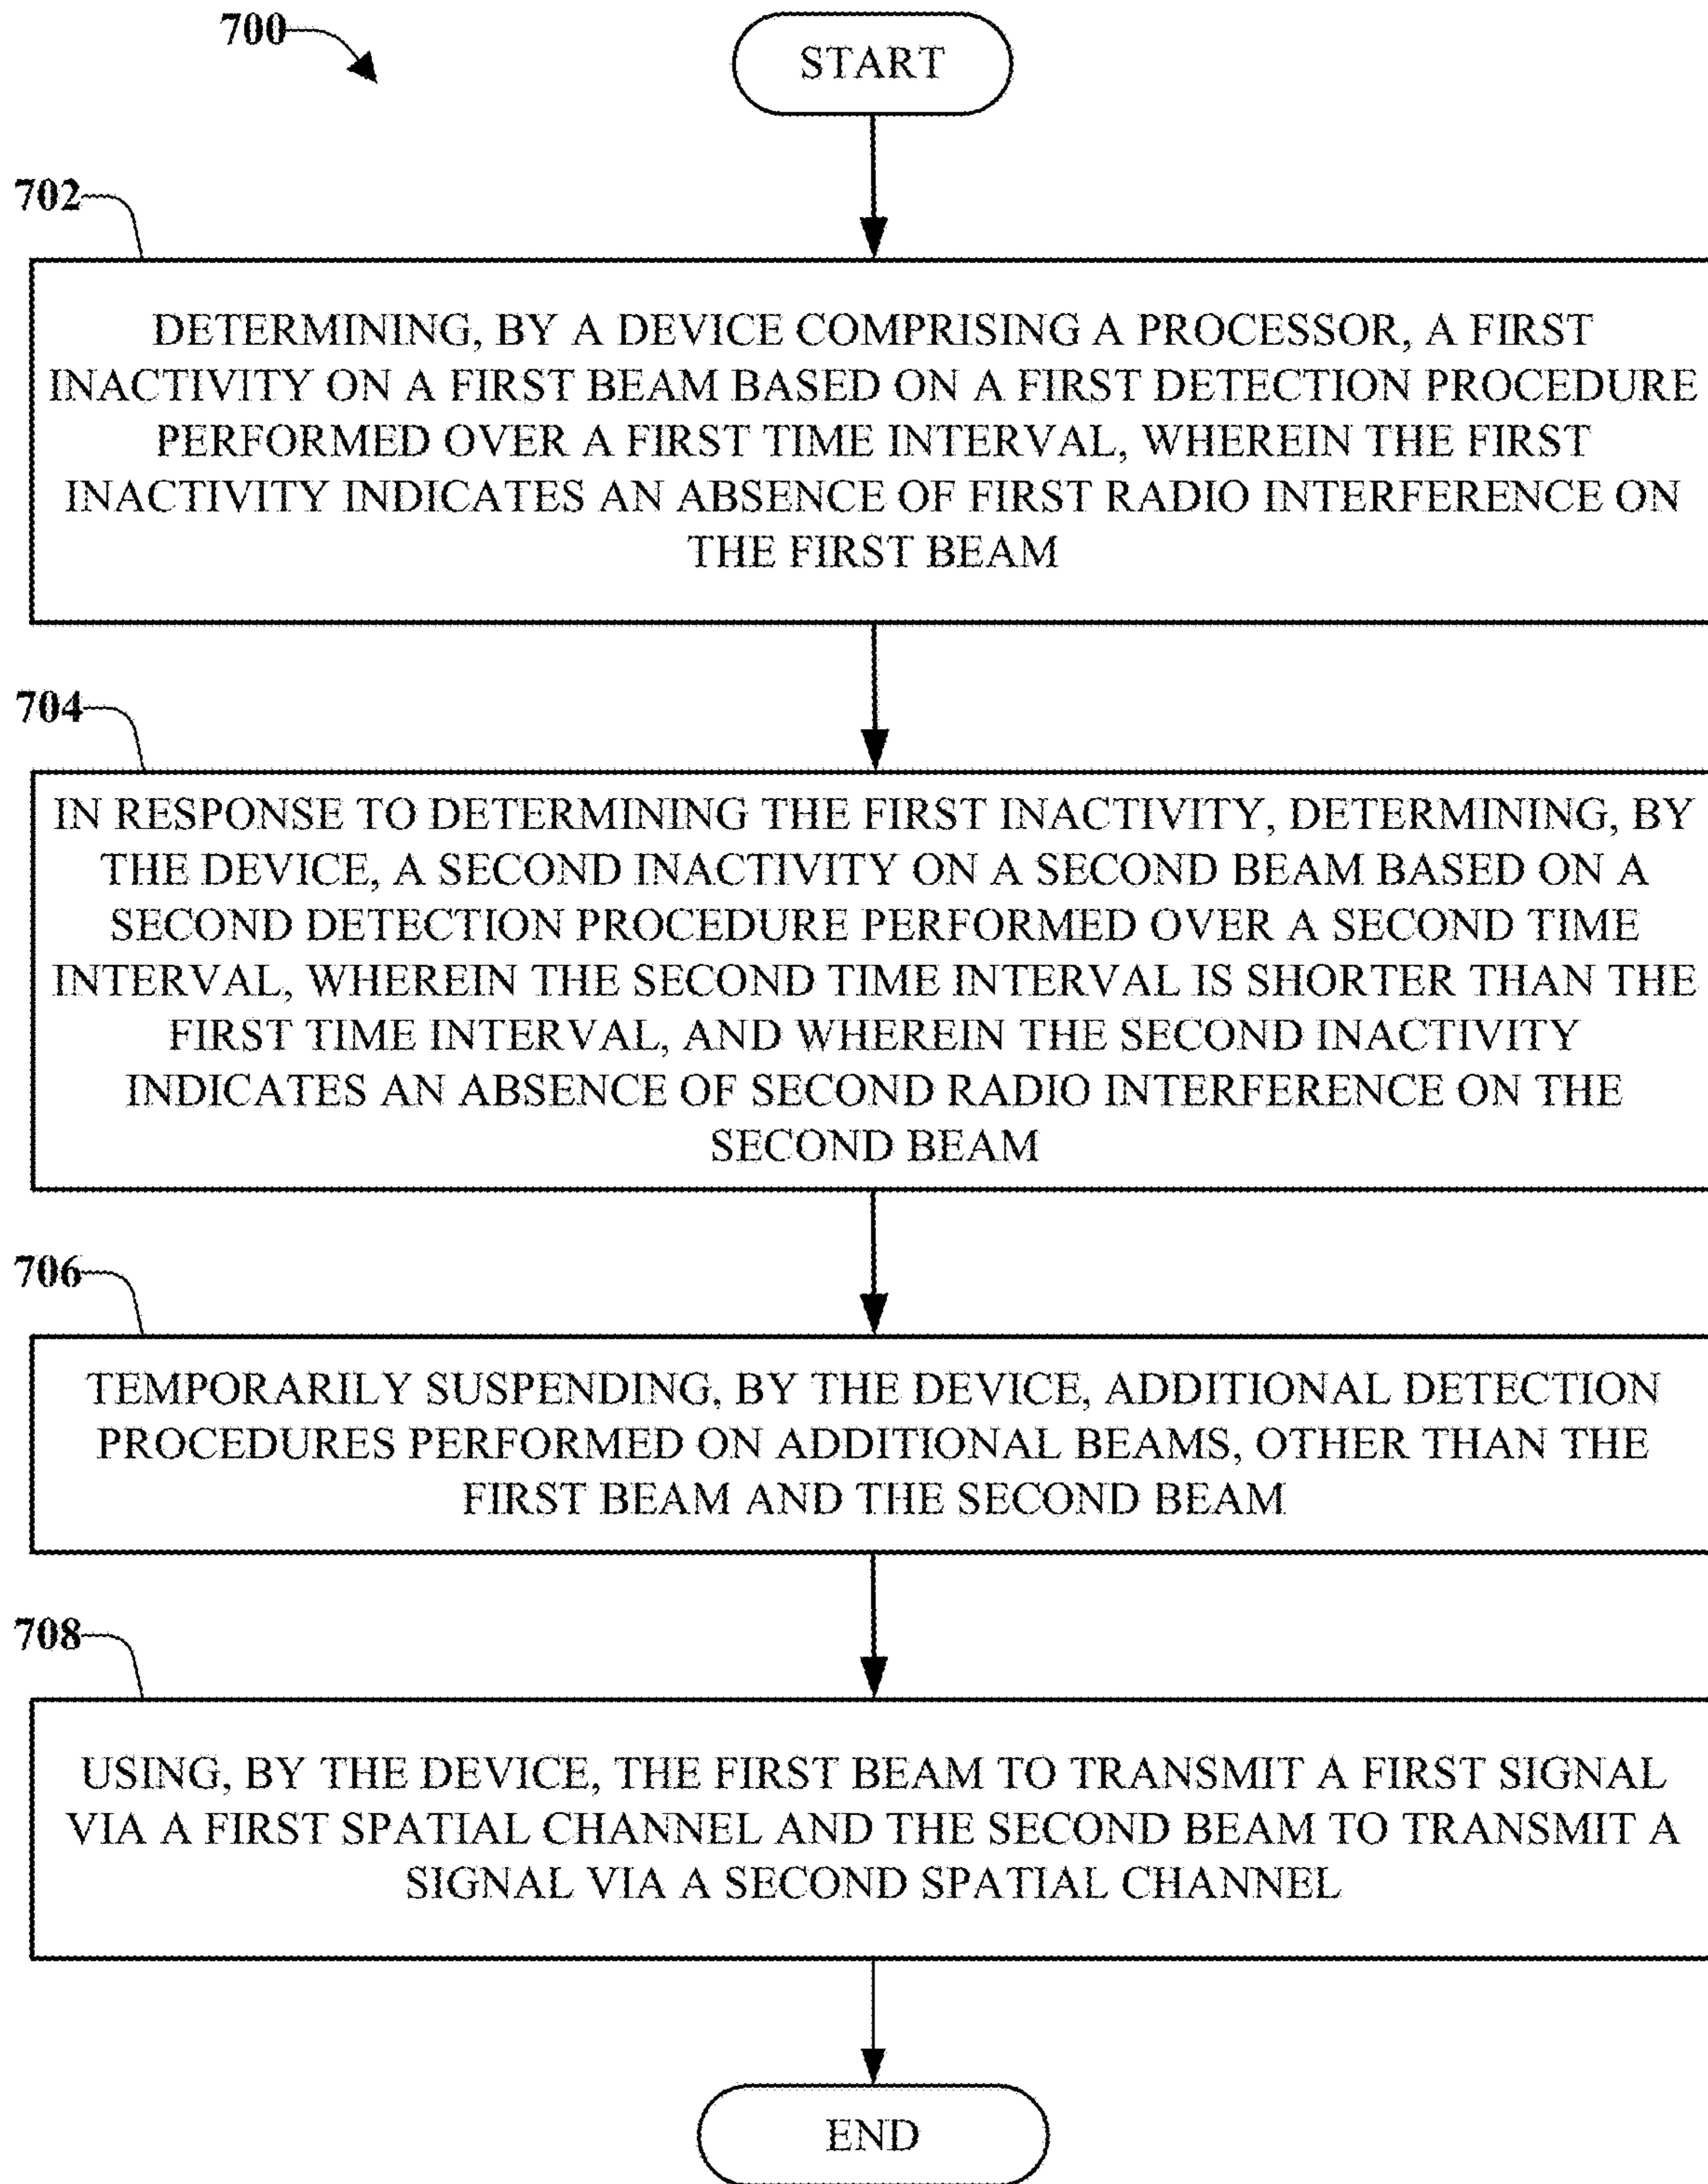 700
START
702
DETERMINING, BY A DEVICE COMPRISING A PROCESSOR, A FIRST
INACTIVITY ON A FIRST BEAM BASED ON A FIRST DETECTION PROCEDURE
PERFORMED OVER A FIRST TIME INTERVAL, WHEREIN THE FIRST
INACTIVITY INDICATES AN ABSENCE OF FIRST RADIO INTERFERENCE ON
THE FIRST BEAM
704
IN RESPONSE TO DETERMINING THE FIRST INACTIVITY, DETERMINING, BY
THE DEVICE, A SECOND INACTIVITY ON A SECOND BEAM BASED ON A
SECOND DETECTION PROCEDURE PERFORMED OVER A SECOND TIME
INTERVAL, WHEREIN THE SECOND TIME INTERVAL IS SHORTER THAN THE
FIRST TIME INTERVAL, AND WHEREIN THE SECOND INACTIVITY
INDICATES AN ABSENCE OF SECOND RADIO INTERFERENCE ON THE
SECOND BEAM
706
TEMPORARILY SUSPENDING, BY THE DEVICE, ADDITIONAL DETECTION
PROCEDURES PERFORMED ON ADDITIONAL BEAMS, OTHER THAN THE
FIRST BEAM AND THE SECOND BEAM
708
USING, BY THE DEVICE, THE FIRST BEAM TO TRANSMIT A FIRST SIGNAL
VIA A FIRST SPATIAL CHANNEL AND THE SECOND BEAM TO TRANSMIT A
SIGNAL VIA A SECOND SPATIAL CHANNEL
END